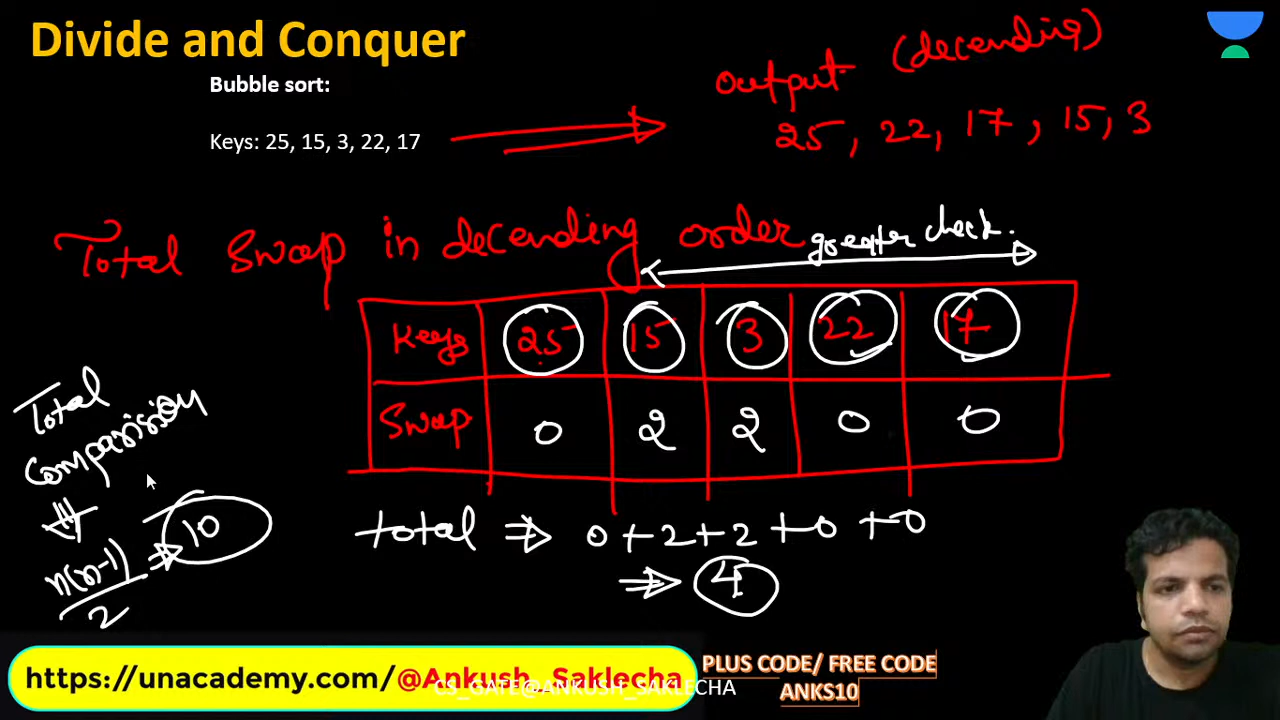 Divide and Conquer
Bubble sort:
Keys: 25, 15, 3, 22, 17
output (decending)
25, 22, 17, 15, 3
Total Swap in decending order
greater check.
Keys 25 15 3 22 17
Swap 0 2 2 0 0
total ⇒ 0+2+2+0+0
⇒ 4
Total
comparision
n(n-1)/2 ⇒ 10
https://unacademy.com/@Ankush_Saklecha
CS_GATE@ANKUSH_SAKLECHA
PLUS CODE/ FREE CODE
ANKS10